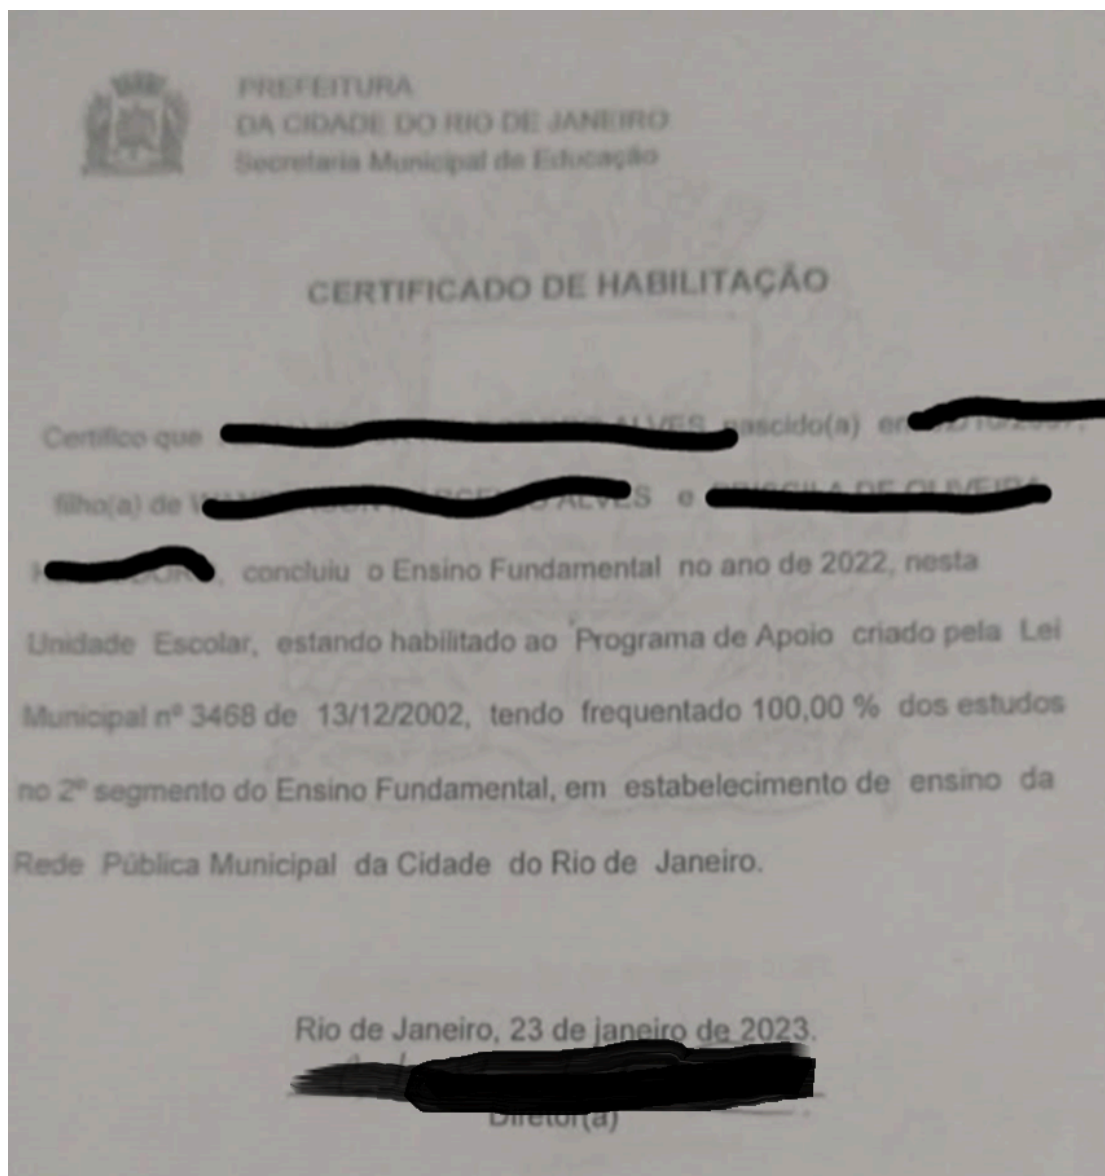 PREFEITURA
DA CIDADE DO RIO DE JANEIRO
Secretaria Municipal de Educação
CERTIFICADO DE HABILITAÇÃO
Certifico que nascido(a)
filho(a) de e
, concluiu o Ensino Fundamental no ano de 2022, nesta
Unidade Escolar, estando habilitado ao Programa de Apoio criado pela Lei
Municipal nº 3468 de 13/12/2002, tendo frequentado 100,00 % dos estudos
no 2º segmento do Ensino Fundamental, em estabelecimento de ensino da
Rede Pública Municipal da Cidade do Rio de Janeiro.
Rio de Janeiro, 23 de janeiro de 2023.
Diretor(a)